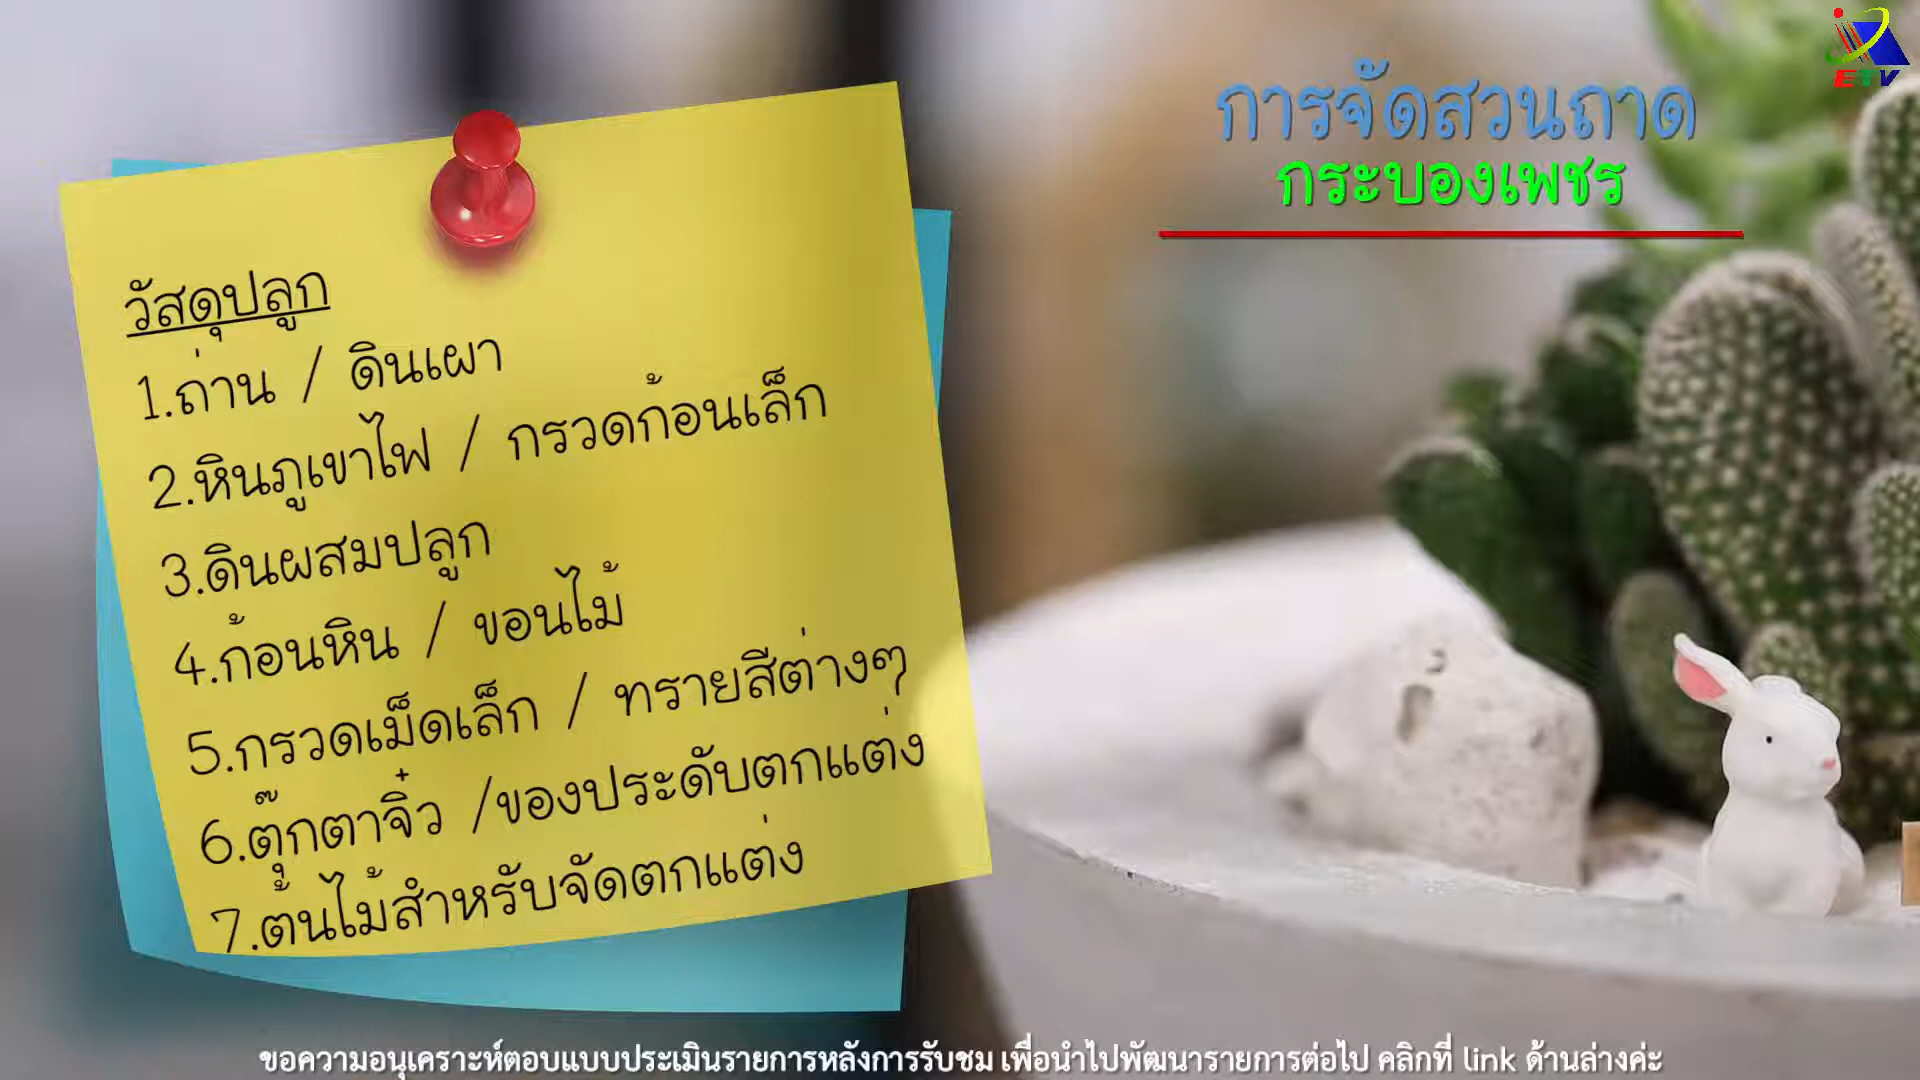 ETV
การจัดสวนถาด
กระบองเพชร
วัสดุปลูก
1.ถ่าน / ดินเผา
2.หินภูเขาไฟ / กรวดก้อนเล็ก
3.ดินผสมปลูก
4.ก้อนหิน / ขอนไม้
5.กรวดเม็ดเล็ก / ทรายสีต่างๆ
6.ตุ๊กตาจิ๋ว /ของประดับตกแต่ง
7.ต้นไม้สำหรับจัดตกแต่ง
ขอความอนุเคราะห์ตอบแบบประเมินรายการหลังการรับชม เพื่อนำไปพัฒนารายการต่อไป คลิกที่ link ด้านล่างค่ะ